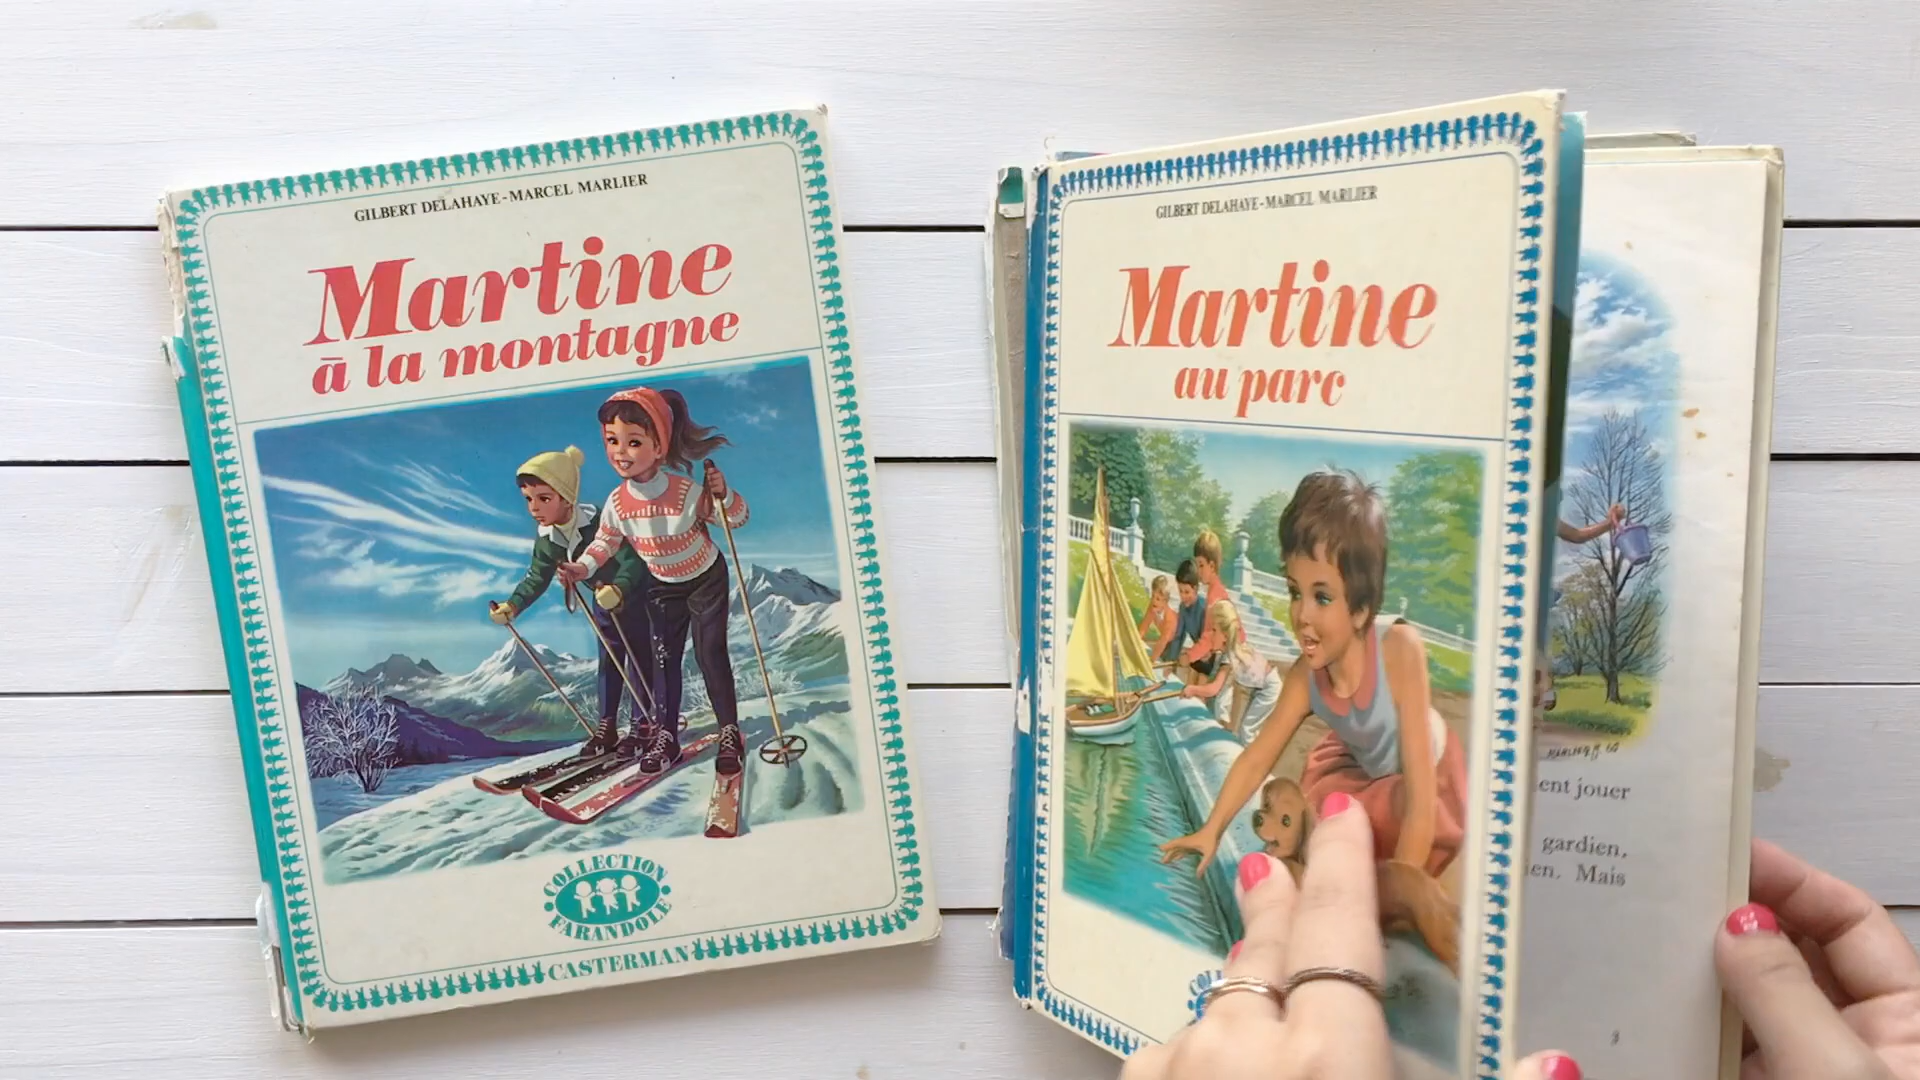 GILBERT DELAHAYE-MARCEL MARLIER
Martine
à la montagne
COLLECTION
FARANDOLE
CASTERMAN
GILBERT DELAHAYE-MARCEL MARLIER
Martine
au parc
ent jouer
gardien,
ien. Mais
3